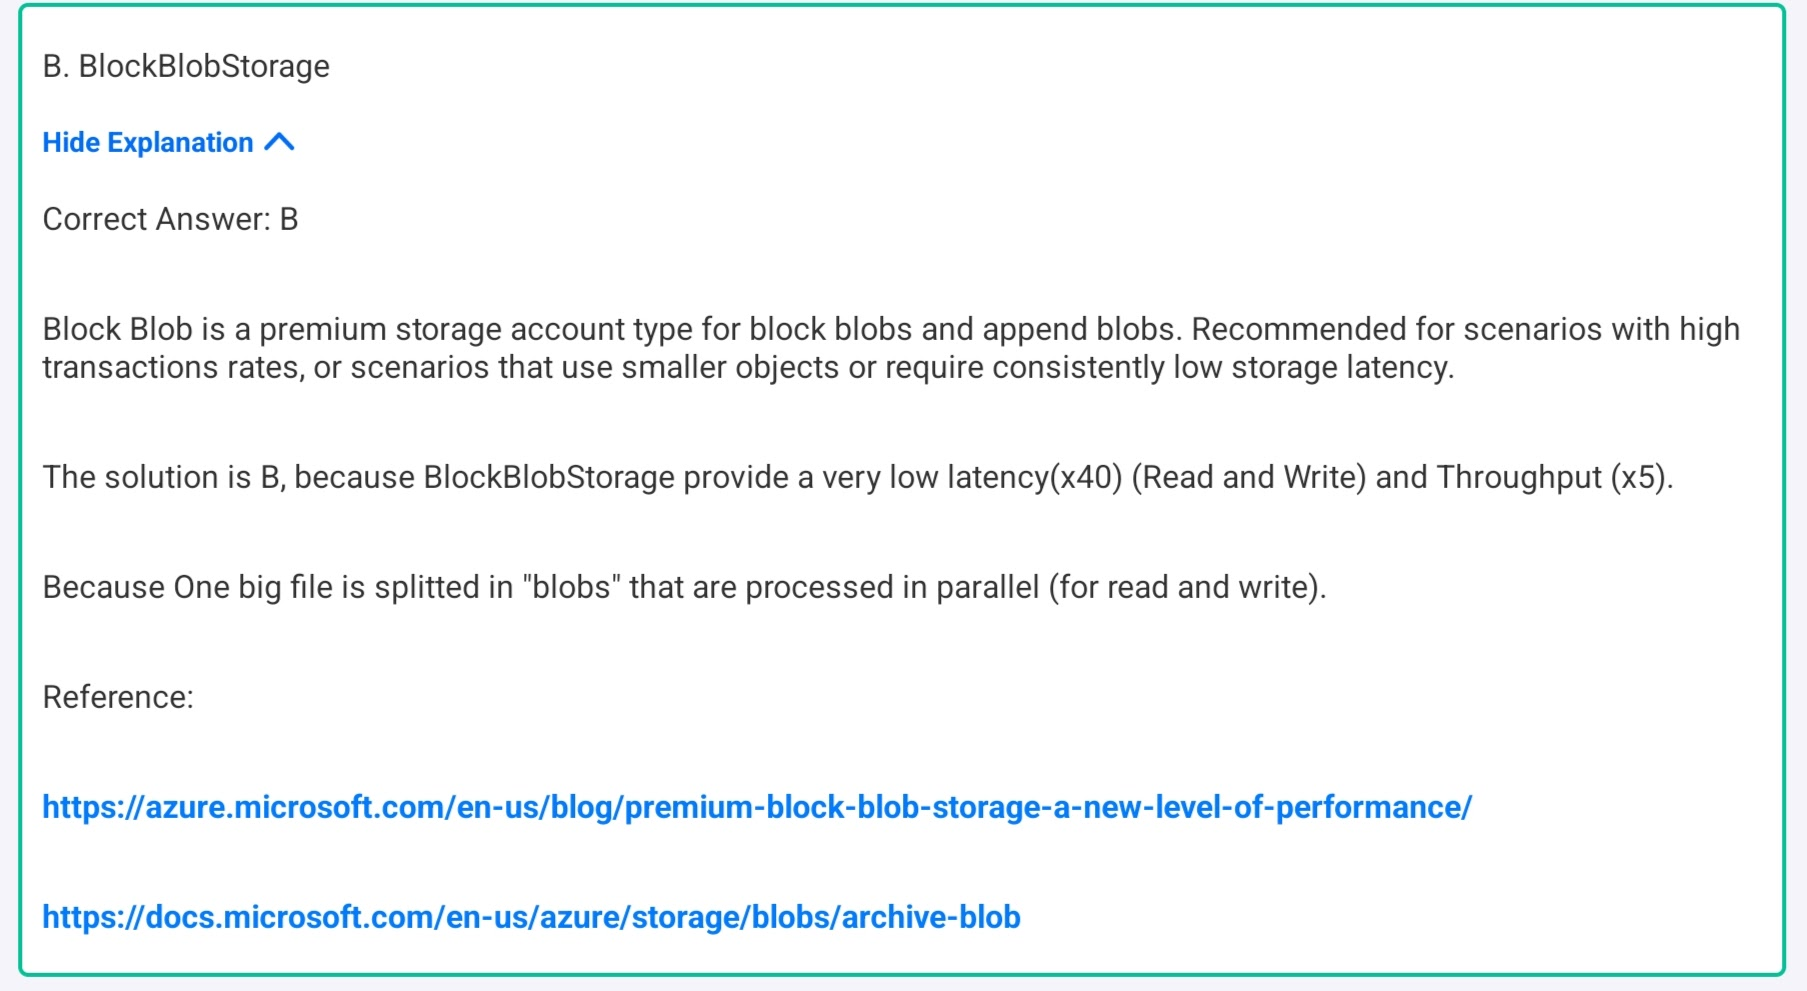 B. BlockBlobStorage
Hide Explanation
Correct Answer: B
Block Blob is a premium storage account type for block blobs and append blobs. Recommended for scenarios with high
transactions rates, or scenarios that use smaller objects or require consistently low storage latency.
The solution is B, because BlockBlobStorage provide a very low latency(x40) (Read and Write) and Throughput (x5).
Because One big file is splitted in "blobs" that are processed in parallel (for read and write).
Reference:
https://azure.microsoft.com/en-us/blog/premium-block-blob-storage-a-new-level-of-performance/
https://docs.microsoft.com/en-us/azure/storage/blobs/archive-blob